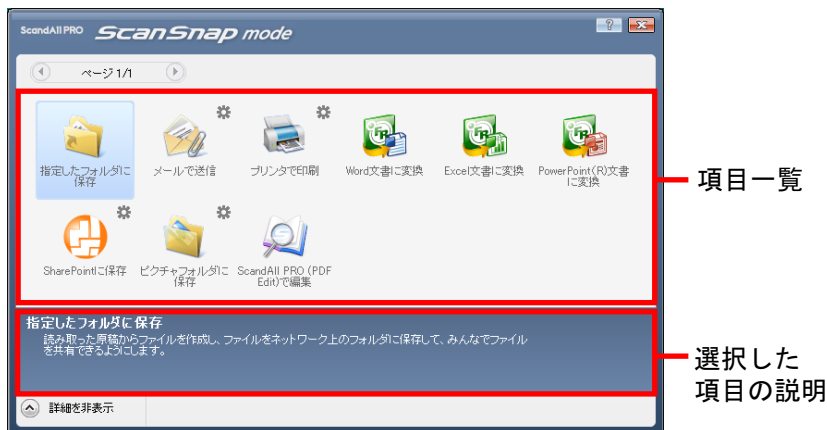 ScandAll PRO ScanSnap mode
ページ 1/1
指定したフォルダに
保存
メールで送信
プリンタで印刷
Word文書に変換
Excel文書に変換
PowerPoint(R)文書
に変換
項目一覧
SharePointに保存
ピクチャフォルダに
保存
ScandAll PRO (PDF
Edit)で編集
指定したフォルダに保存
読み取った原稿からファイルを作成し、ファイルをネットワーク上のフォルダに保存して、みんなでファイル
を共有できるようにします。
選択した
項目の説明
詳細を非表示